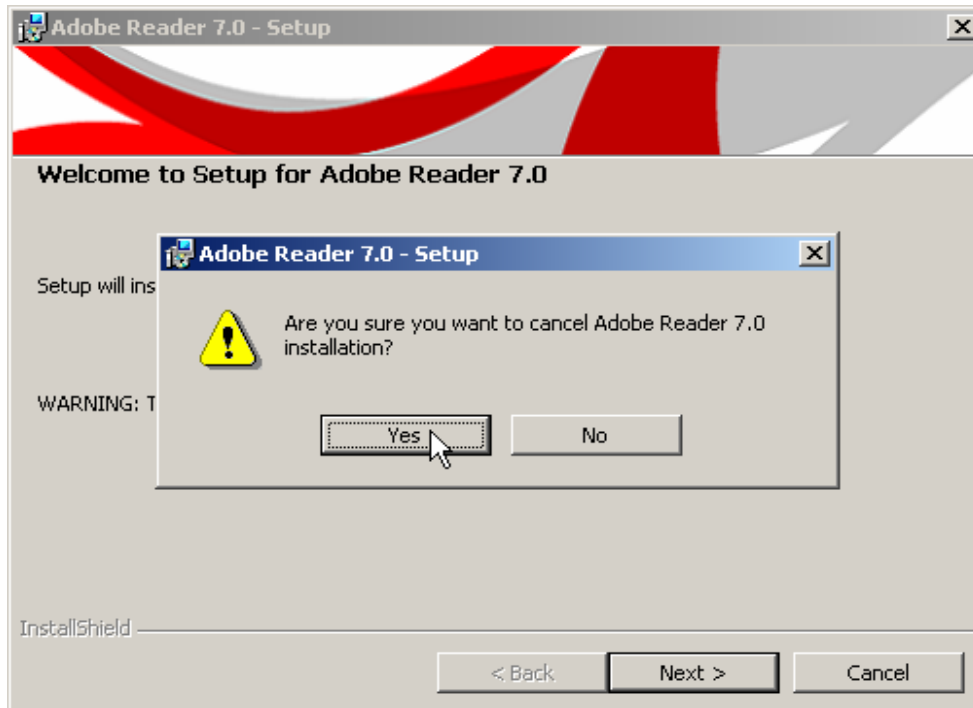 Adobe Reader 7.0 - Setup
Welcome to Setup for Adobe Reader 7.0
Setup will ins
WARNING: T
Adobe Reader 7.0 - Setup
Are you sure you want to cancel Adobe Reader 7.0
installation?
Yes No
InstallShield
< Back Next > Cancel